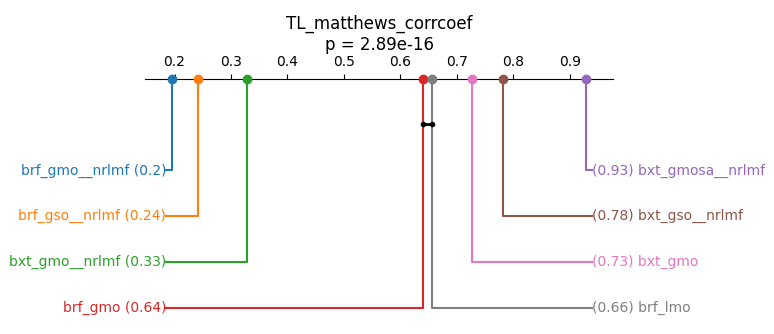 TL_matthews_corrcoef
p = 2.89e-16
0.2 0.3 0.4 0.5 0.6 0.7 0.8 0.9
brf_gmo__nrlmf (0.2) (0.93) bxt_gmosa__nrlmf
brf_gso__nrlmf (0.24) (0.78) bxt_gso__nrlmf
bxt_gmo__nrlmf (0.33) (0.73) bxt_gmo
brf_gmo (0.64) (0.66) brf_lmo